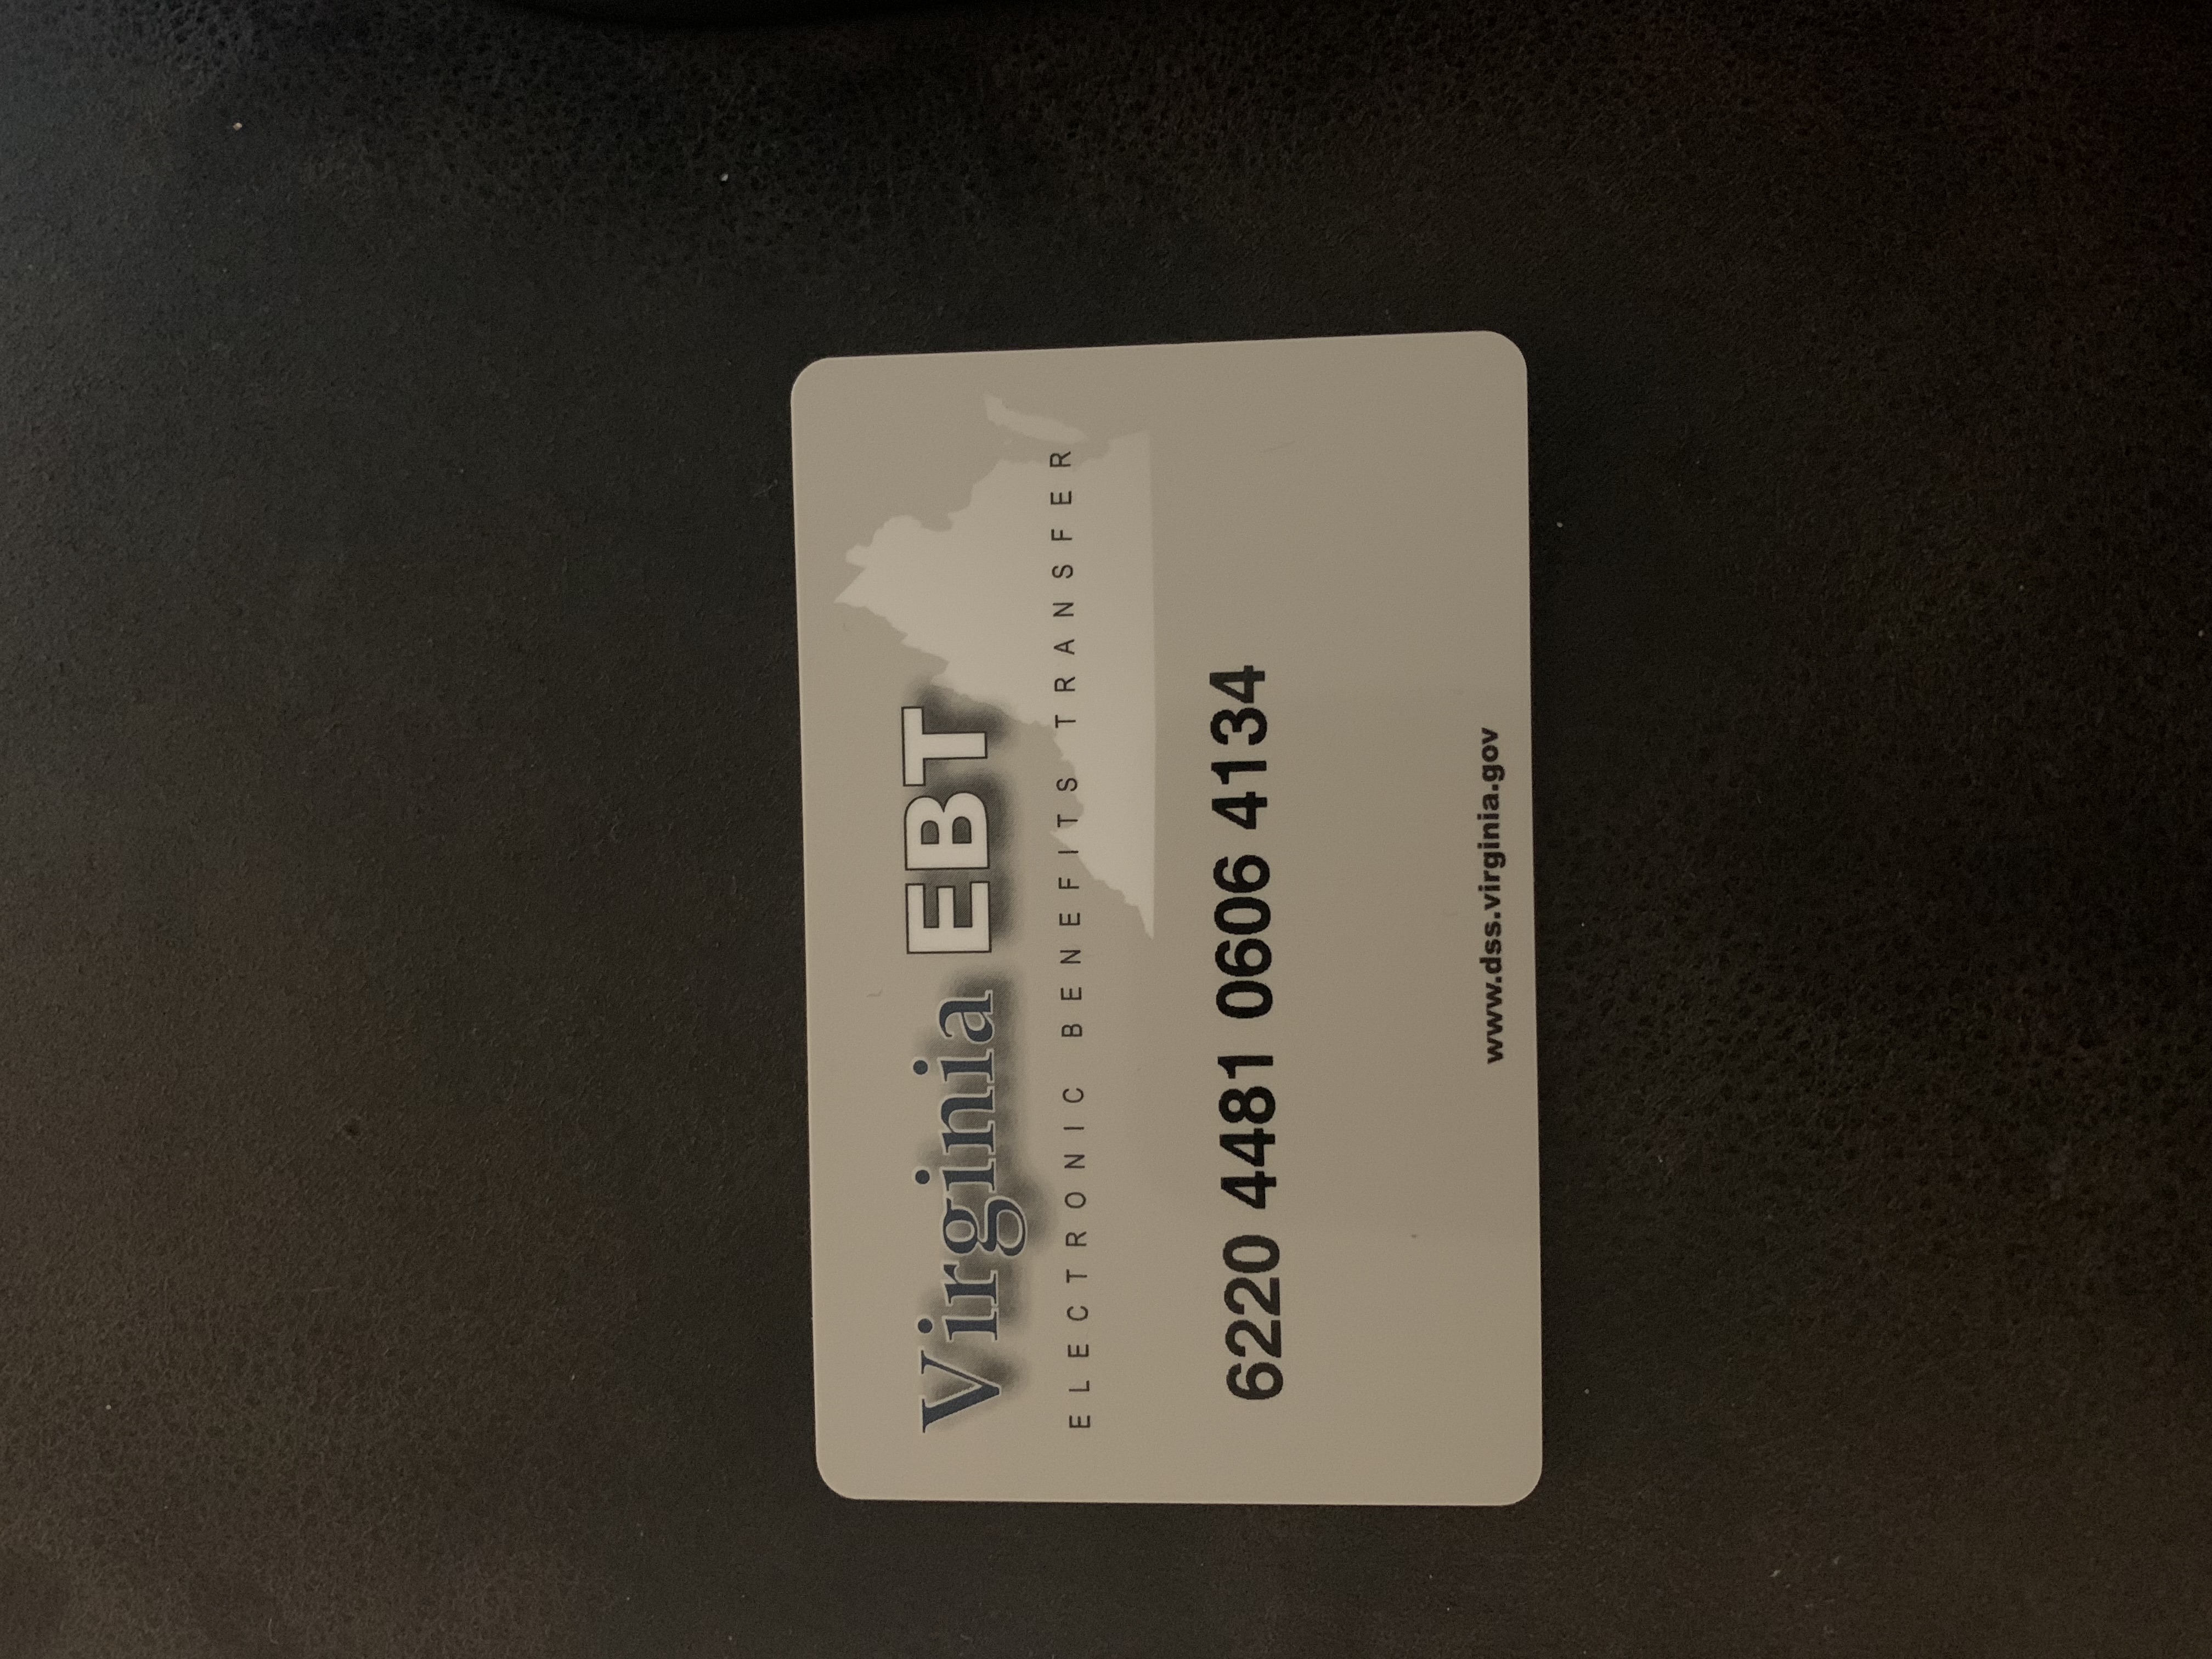 Virginia EBT
ELECTRONIC BENEFITS TRANSFER
6220 4481 0606 4134
www.dss.virginia.gov